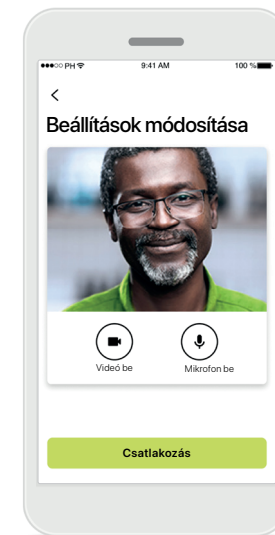 PH 9:41 AM 100 %
Beállítások módosítása
Videó be Mikrofon be
Csatlakozás